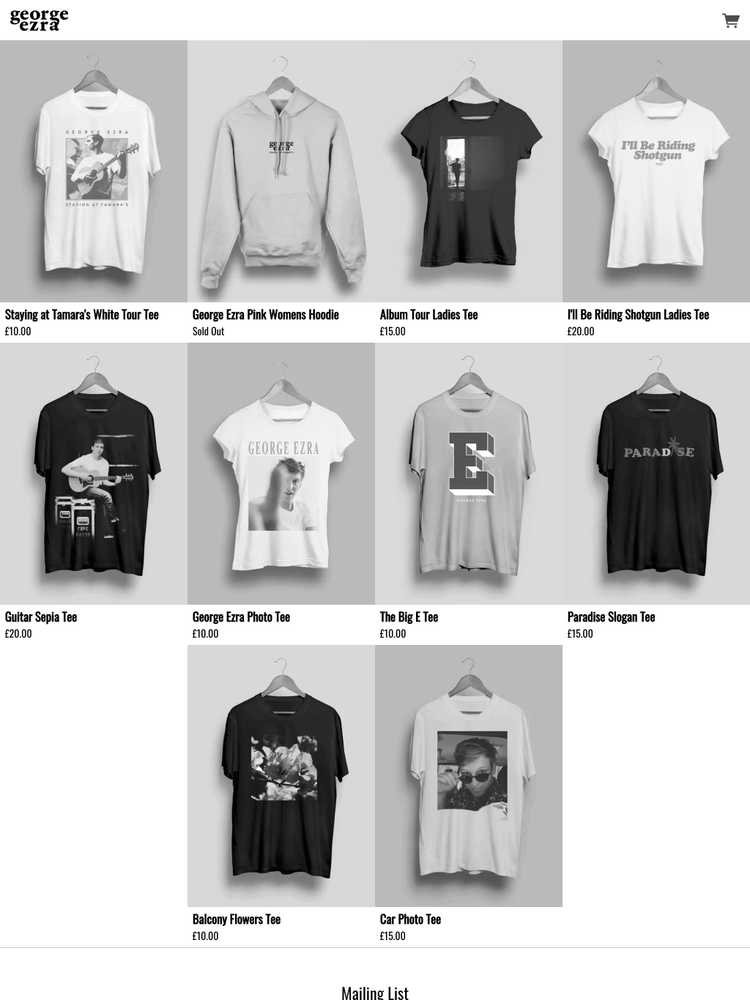 george
ezra
GEORGE EZRA
STAYING AT TAMARA'S
george
ezra
I'll Be Riding
Shotgun
Staying at Tamara's White Tour Tee
£10.00
George Ezra Pink Womens Hoodie
Sold Out
Album Tour Ladies Tee
£15.00
I'll Be Riding Shotgun Ladies Tee
£20.00
GEORGE EZRA
E
GEORGE EZRA
PARADISE
Guitar Sepia Tee
£20.00
George Ezra Photo Tee
£10.00
The Big E Tee
£10.00
Paradise Slogan Tee
£15.00
Balcony Flowers Tee
£10.00
Car Photo Tee
£15.00
Mailing List